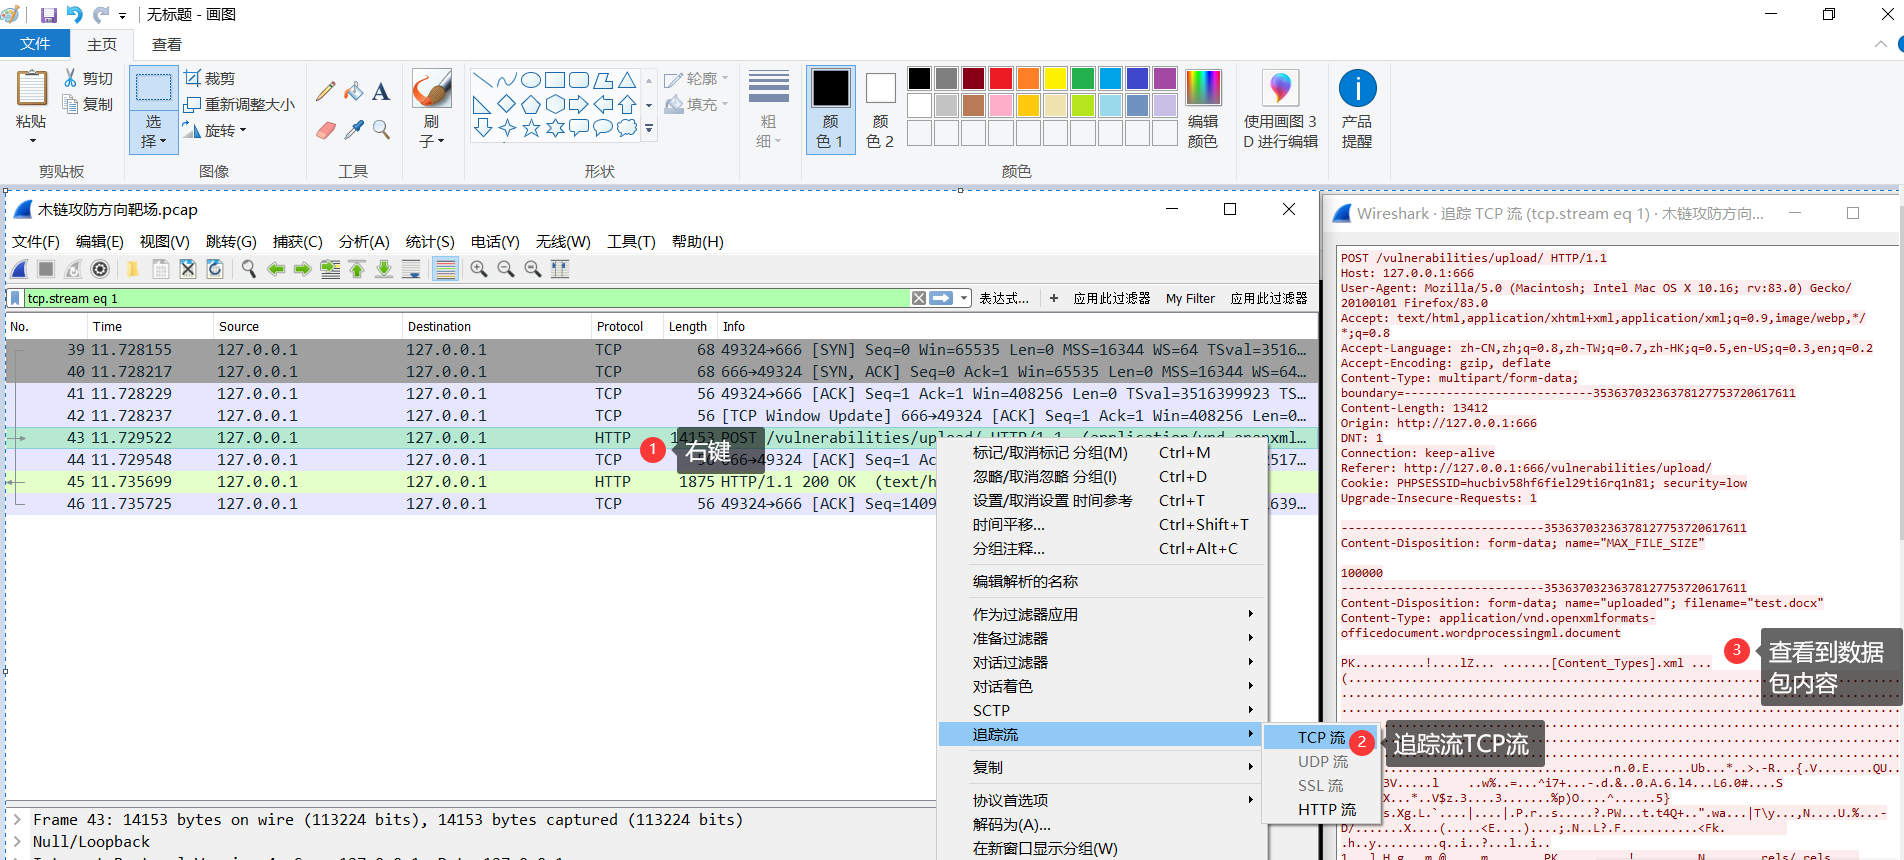 无标题 - 画图
文件 主页 查看
粘贴 剪切 复制 剪贴板
选择 裁剪 重新调整大小 旋转 图像
工具
刷子
形状
轮廓 填充
粗细
颜色 1 颜色 2 颜色
编辑颜色
使用画图 3D 进行编辑
产品提醒
木链攻防方向靶场.pcap
文件(F) 编辑(E) 视图(V) 跳转(G) 捕获(C) 分析(A) 统计(S) 电话(Y) 无线(W) 工具(T) 帮助(H)
tcp.stream eq 1 表达式… + 应用此过滤器 My Filter 应用此过滤器
No. Time Source Destination Protocol Length Info
39 11.728155 127.0.0.1 127.0.0.1 TCP 68 49324→666 [SYN] Seq=0 Win=65535 Len=0 MSS=16344 WS=64 TSval=3516…
40 11.728217 127.0.0.1 127.0.0.1 TCP 68 666→49324 [SYN, ACK] Seq=0 Ack=1 Win=65535 Len=0 MSS=16344 WS=64…
41 11.728229 127.0.0.1 127.0.0.1 TCP 56 49324→666 [ACK] Seq=1 Ack=1 Win=408256 Len=0 TSval=3516399923 TS…
42 11.728237 127.0.0.1 127.0.0.1 TCP 56 [TCP Window Update] 666→49324 [ACK] Seq=1 Ack=1 Win=408256 Len=0…
43 11.729522 127.0.0.1 127.0.0.1 HTTP 14153 POST /vulnerabilities/upload/ HTTP/1.1 (application/vnd.openxml…
1 右键
44 11.729548 127.0.0.1 127.0.0.1 TCP 56 666→49324 [ACK] Seq=1 Ac 2517…
45 11.735699 127.0.0.1 127.0.0.1 HTTP 1875 HTTP/1.1 200 OK (text/h
46 11.735725 127.0.0.1 127.0.0.1 TCP 56 49324→666 [ACK] Seq=1409 1639…
标记/取消标记 分组(M) Ctrl+M
忽略/取消忽略 分组(I) Ctrl+D
设置/取消设置 时间参考 Ctrl+T
时间平移… Ctrl+Shift+T
分组注释… Ctrl+Alt+C
编辑解析的名称
作为过滤器应用
准备过滤器
对话过滤器
对话着色
SCTP
追踪流
复制
协议首选项
解码为(A)…
在新窗口显示分组(W)
TCP 流
UDP 流
SSL 流
HTTP 流
2 追踪流TCP流
Frame 43: 14153 bytes on wire (113224 bits), 14153 bytes captured (113224 bits)
Null/Loopback
Wireshark · 追踪 TCP 流 (tcp.stream eq 1) · 木链攻防方向…
POST /vulnerabilities/upload/ HTTP/1.1
Host: 127.0.0.1:666
User-Agent: Mozilla/5.0 (Macintosh; Intel Mac OS X 10.16; rv:83.0) Gecko/
20100101 Firefox/83.0
Accept: text/html,application/xhtml+xml,application/xml;q=0.9,image/webp,*/
*;q=0.8
Accept-Language: zh-CN,zh;q=0.8,zh-TW;q=0.7,zh-HK;q=0.5,en-US;q=0.3,en;q=0.2
Accept-Encoding: gzip, deflate
Content-Type: multipart/form-data;
boundary=---------------------------353637032363781277537206 17611
Content-Length: 13412
Origin: http://127.0.0.1:666
DNT: 1
Connection: keep-alive
Referer: http://127.0.0.1:666/vulnerabilities/upload/
Cookie: PHPSESSID=hucbiv58hf6fiel29ti6rq1n81; security=low
Upgrade-Insecure-Requests: 1
-----------------------------35363703236378127753720617611
Content-Disposition: form-data; name="MAX_FILE_SIZE"
100000
-----------------------------35363703236378127753720617611
Content-Disposition: form-data; name="uploaded"; filename="test.docx"
Content-Type: application/vnd.openxmlformats-
officedocument.wordprocessingml.document
PK..........!....lZ... .......[Content_Types].xml ...
3 查看到数据
包内容